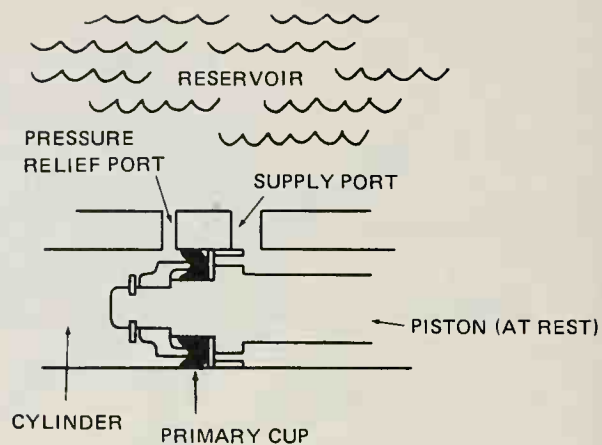 RESERVOIR
PRESSURE
RELIEF PORT
SUPPLY PORT
PISTON (AT REST)
CYLINDER
PRIMARY CUP